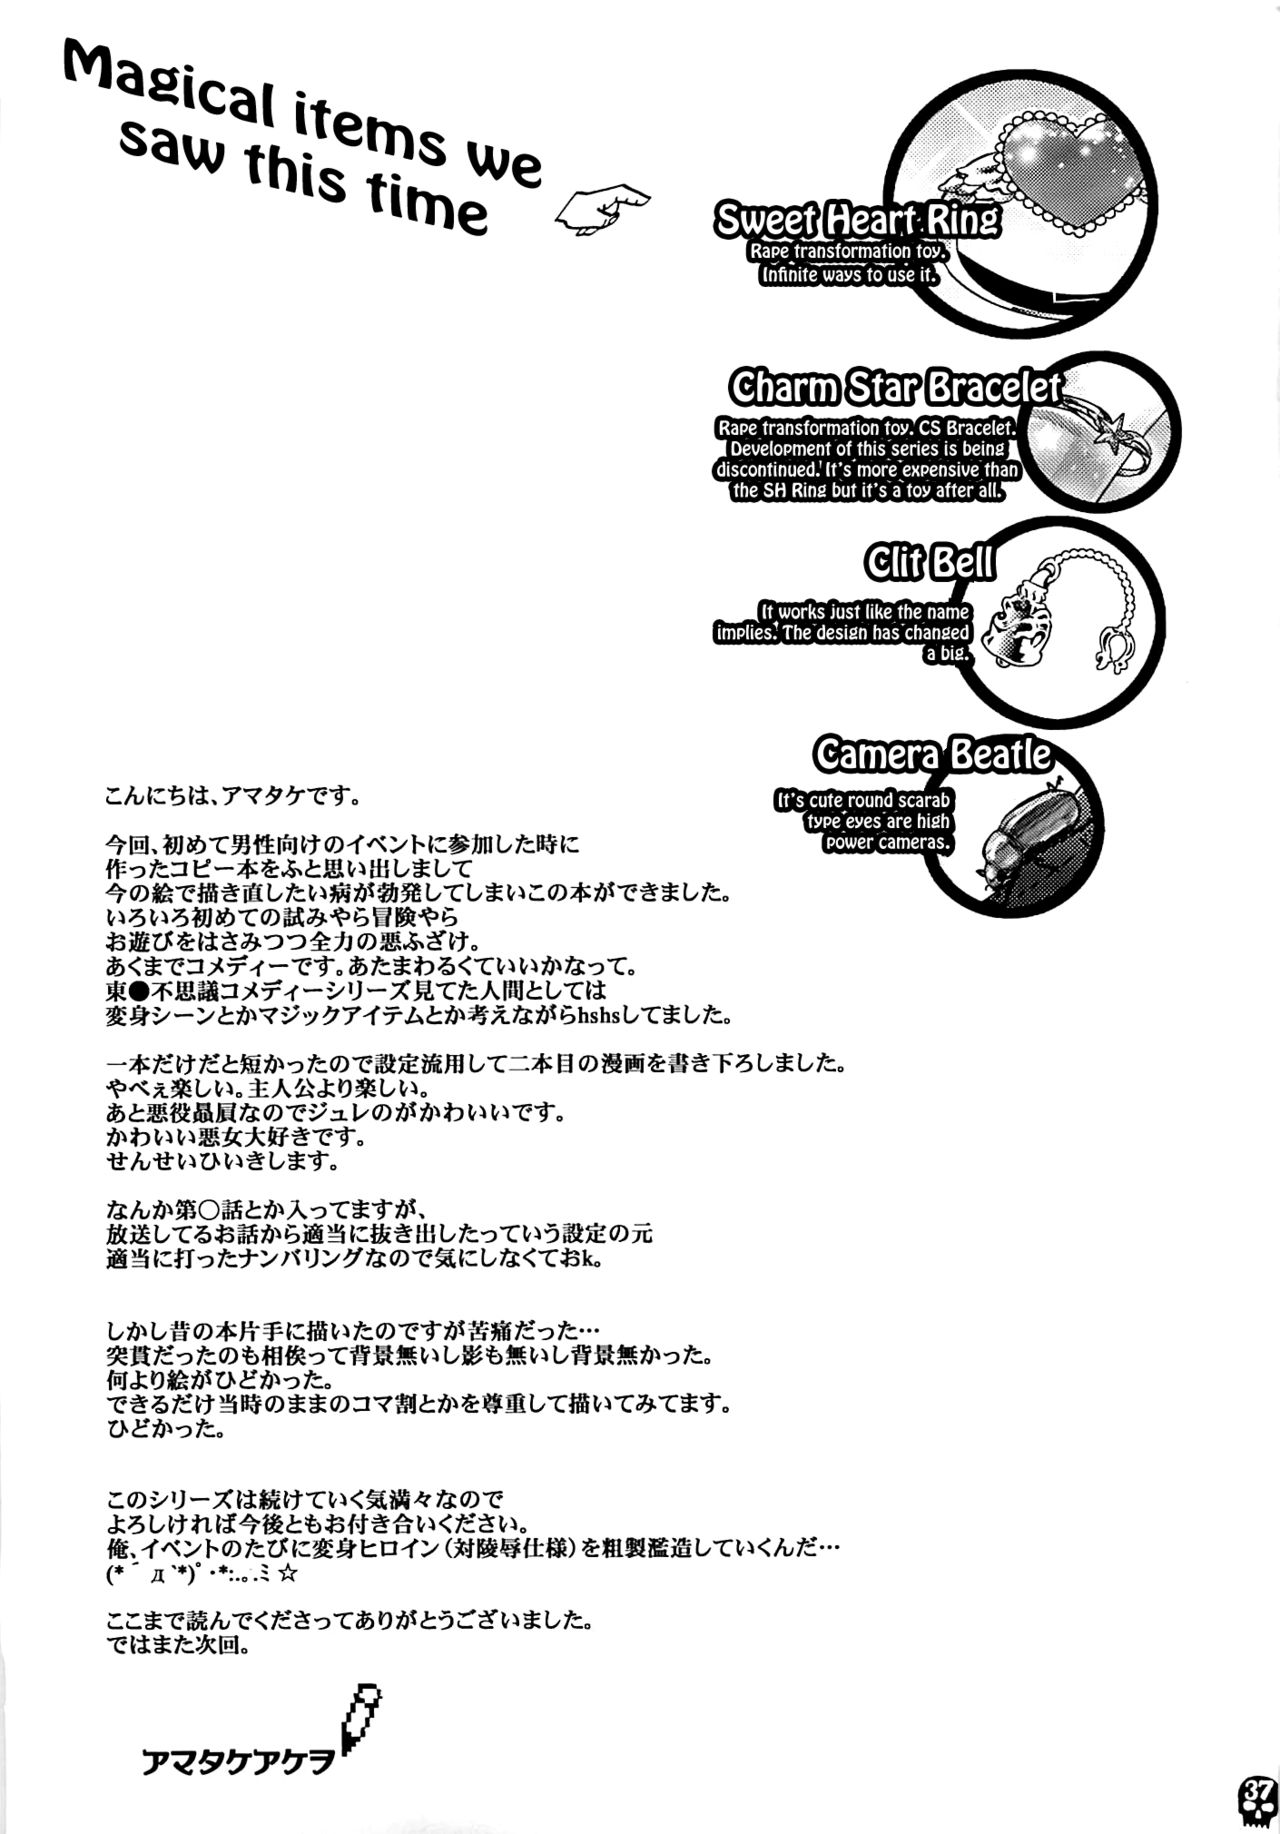 Magical items we
saw this time
Sweet Heart Ring
Rape transformation toy.
Infinite ways to use it.
Charm Star Bracelet
Rape transformation toy. CS Bracelet.
Development of this series is being
discontinued. It's more expensive than
the SH Ring but it's a toy after all.
Clit Bell
It works just like the name
implies. The design has changed
a big.
Camera Beatle
It's cute round scarab
type eyes are high
power cameras.
こんにちは、アマタケです。
今回、初めて男性向けのイベントに参加した時に
作ったコピー本をふと思い出しまして
今の絵で描き直したい病が勃発してしまいこの本ができました。
いろいろ初めての試みやら冒険やら
お遊びをはさみつつ全力の悪ふざけ。
あくまでコメディーです。あたまわるくていいかなって。
東●不思議コメディーシリーズ見てた人間としては
変身シーンとかマジックアイテムとか考えながらhshsしてました。
一本だけだと短かったので設定流用して二本目の漫画を書き下ろしました。
やべぇ楽しい。主人公より楽しい。
あと悪役贔屓なのでジュレのがかわいいです。
かわいい悪女大好きです。
せんせいひいきします。
なんか第〇話とか入ってますが、
放送してるお話から適当に抜き出したっていう設定の元
適当に打ったナンバリングなので気にしなくておk。
しかし昔の本片手に描いたのですが苦痛だった…
突貫だったのも相俟って背景無いし影も無いし背景無かった。
何より絵がひどかった。
できるだけ当時のままのコマ割とかを尊重して描いてみてます。
ひどかった。
このシリーズは続けていく気満々なので
よろしければ今後ともお付き合いください。
俺、イベントのたびに変身ヒロイン(対陵辱仕様)を粗製濫造していくんだ…
(*´д`*)ﾟ･*:.｡.ミ☆
ここまで読んでくださってありがとうございました。
ではまた次回。
アマタケアケヲ
37